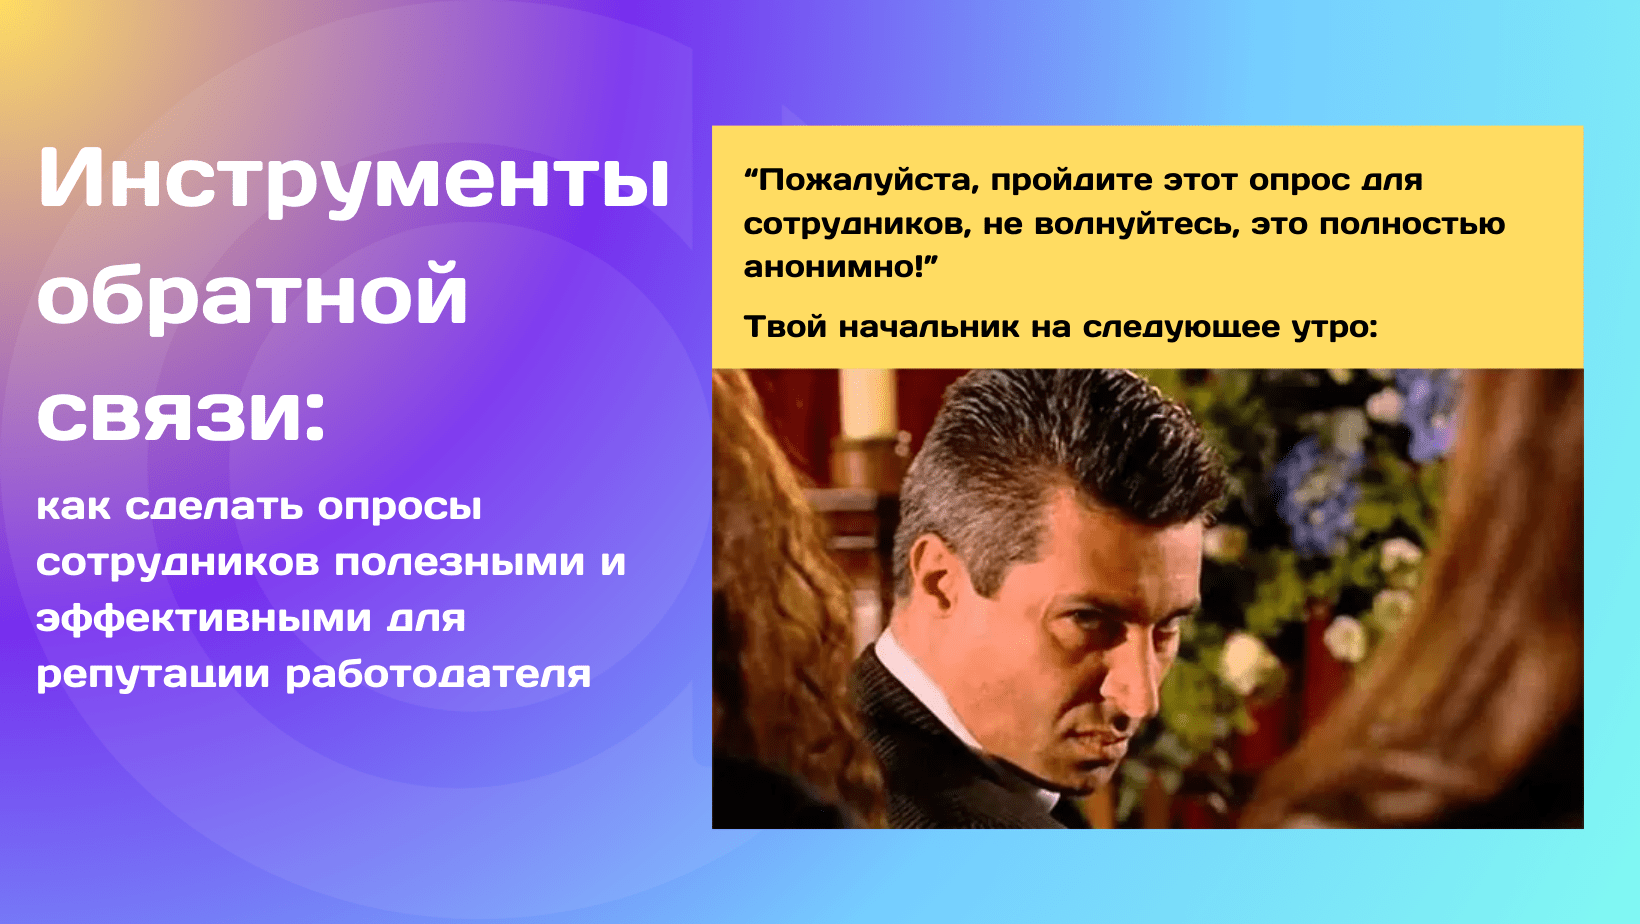 Инструменты
обратной
связи:
как сделать опросы
сотрудников полезными и
эффективными для
репутации работодателя
“Пожалуйста, пройдите этот опрос для
сотрудников, не волнуйтесь, это полностью
анонимно!”
Твой начальник на следующее утро: